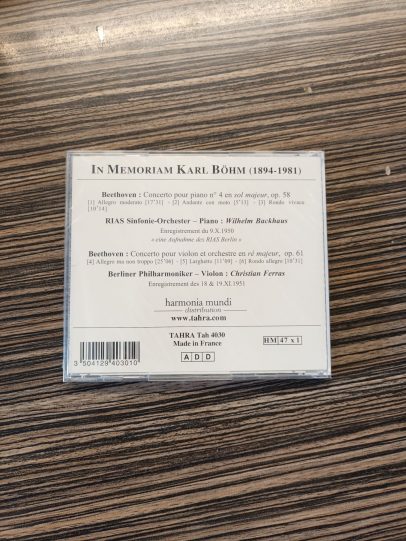 IN MEMORIAM KARL BÖHM (1894-1981)
Beethoven : Concerto pour piano n° 4 en sol majeur, op. 58
[1] Allegro moderato [17'31] - [2] Andante con moto [5'13] - [3] Rondo vivace
[10'14]
RIAS Sinfonie-Orchester – Piano : Wilhelm Backhaus
Enregistrement du 9.X.1950
« eine Aufnahme des RIAS Berlin »
Beethoven : Concerto pour violon et orchestre en ré majeur, op. 61
[4] Allegro ma non troppo [25'06] - [5] Larghetto [11'09] - [6] Rondo allegro [10'31]
Berliner Philharmoniker – Violon : Christian Ferras
Enregistrement des 18 & 19.XI.1951
harmonia mundi
distribution
www.tahra.com
TAHRA Tah 4030
Made in France
A D D
HM 47 x 1
3 504129 403010